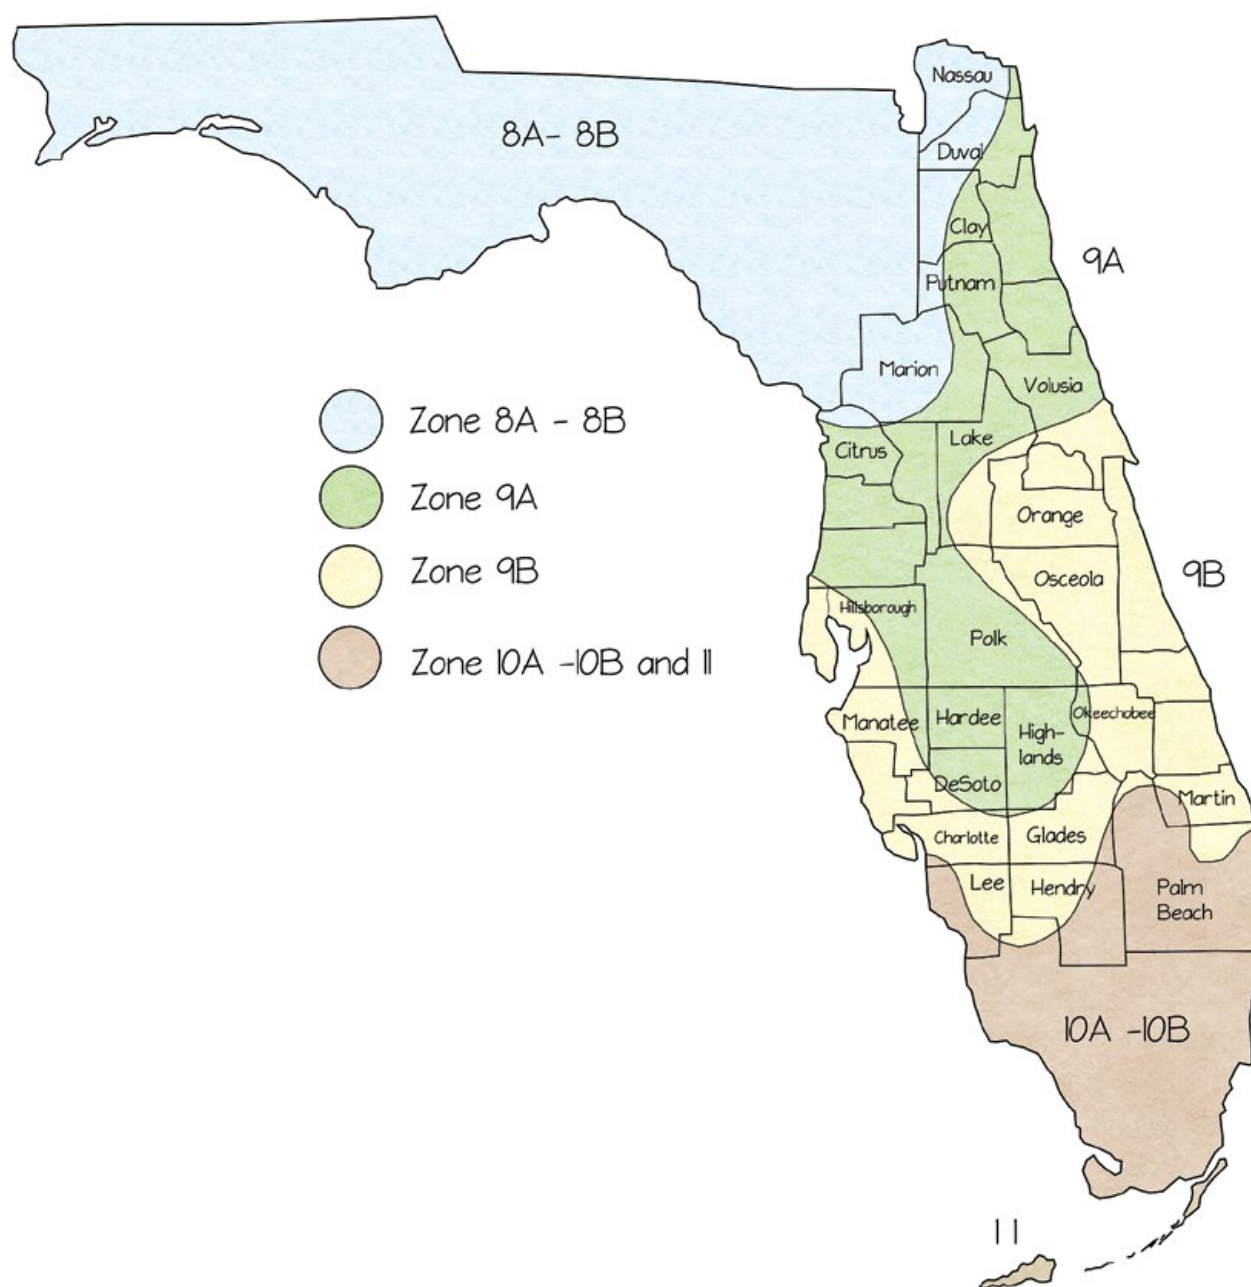 Nassau
8A- 8B
Duval
Clay
9A
Putnam
Marion
Volusia
Zone 8A - 8B
Lake
Citrus
Zone 9A
Orange
Zone 9B
Osceola
9B
Hillsborough
Polk
Zone 10A -10B and 11
Manatee
Hardee
Okeechobee
High-
lands
DeSoto
Martin
Charlotte
Glades
Lee
Hendry
Palm
Beach
10A -10B
11